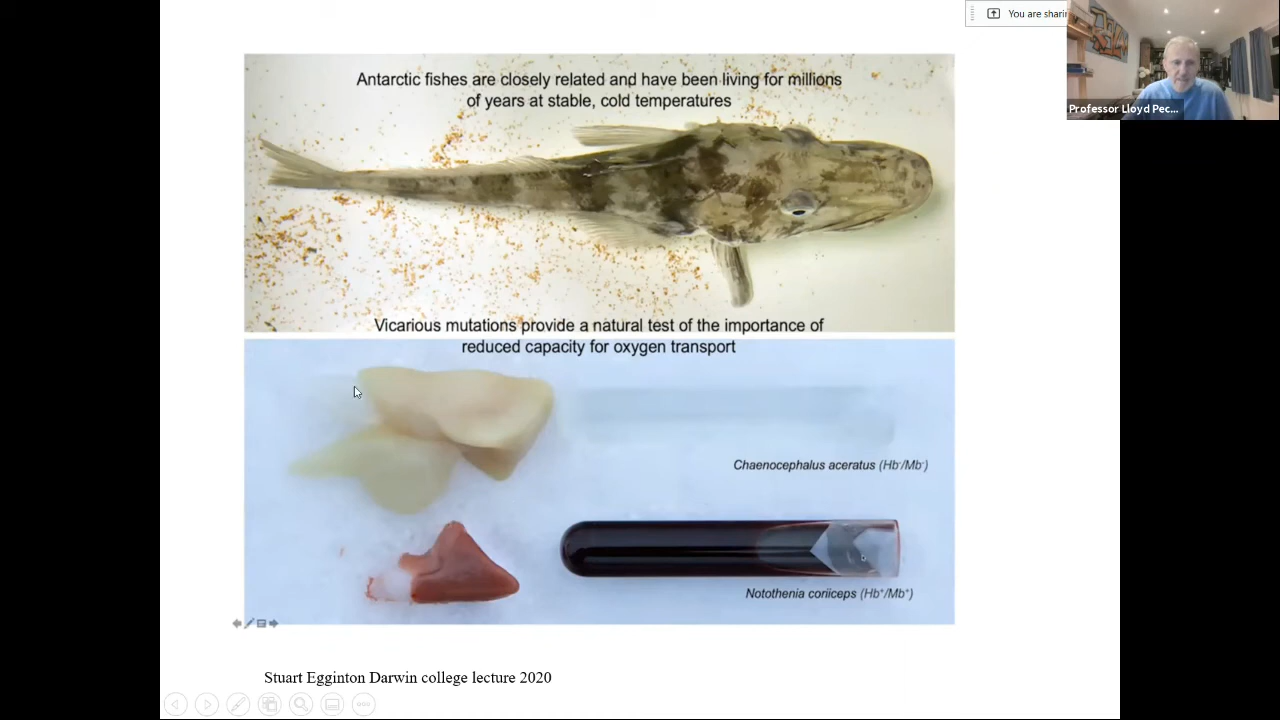 You are shari
Professor Lloyd Pec...
Antarctic fishes are closely related and have been living for millions
of years at stable, cold temperatures
Vicarious mutations provide a natural test of the importance of
reduced capacity for oxygen transport
Chaenocephalus aceratus (Hb⁻/Mb⁻)
Notothenia coriiceps (Hb⁺/Mb⁺)
Stuart Egginton Darwin college lecture 2020